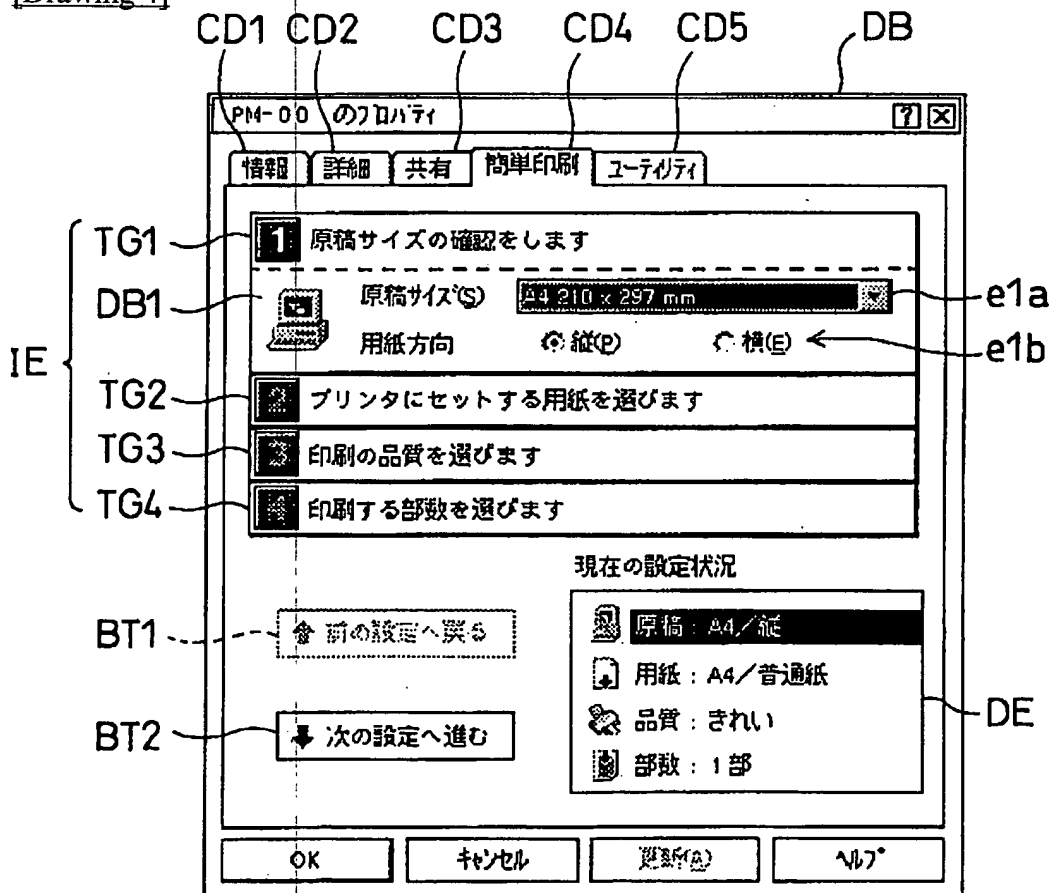 [Drawing 4]
CD1 CD2 CD3 CD4 CD5 DB
PM-00 のプロパティ
情報 詳細 共有 簡単印刷 ユーティリティ
IE
TG1 1 原稿サイズの確認をします
DB1 原稿サイズ(S) A4 210 x 297 mm e1a
用紙方向 縦(P) 横(E) e1b
TG2 2 プリンタにセットする用紙を選びます
TG3 3 印刷の品質を選びます
TG4 4 印刷する部数を選びます
現在の設定状況
BT1 前の設定へ戻る
原稿:A4/縦
用紙:A4/普通紙
BT2 次の設定へ進む
品質:きれい DE
部数:1部
OK キャンセル 更新(A) ヘルプ